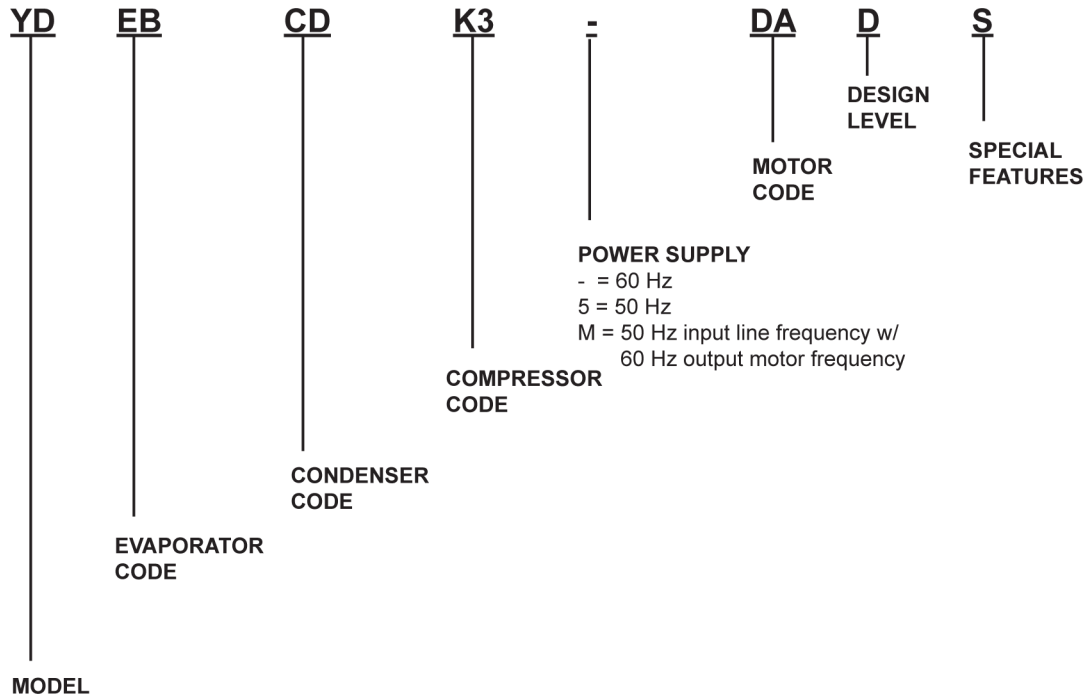 YD EB CD K3 - DA D S
DESIGN
LEVEL
SPECIAL
FEATURES
MOTOR
CODE
POWER SUPPLY
- = 60 Hz
5 = 50 Hz
M = 50 Hz input line frequency w/
60 Hz output motor frequency
COMPRESSOR
CODE
CONDENSER
CODE
EVAPORATOR
CODE
MODEL